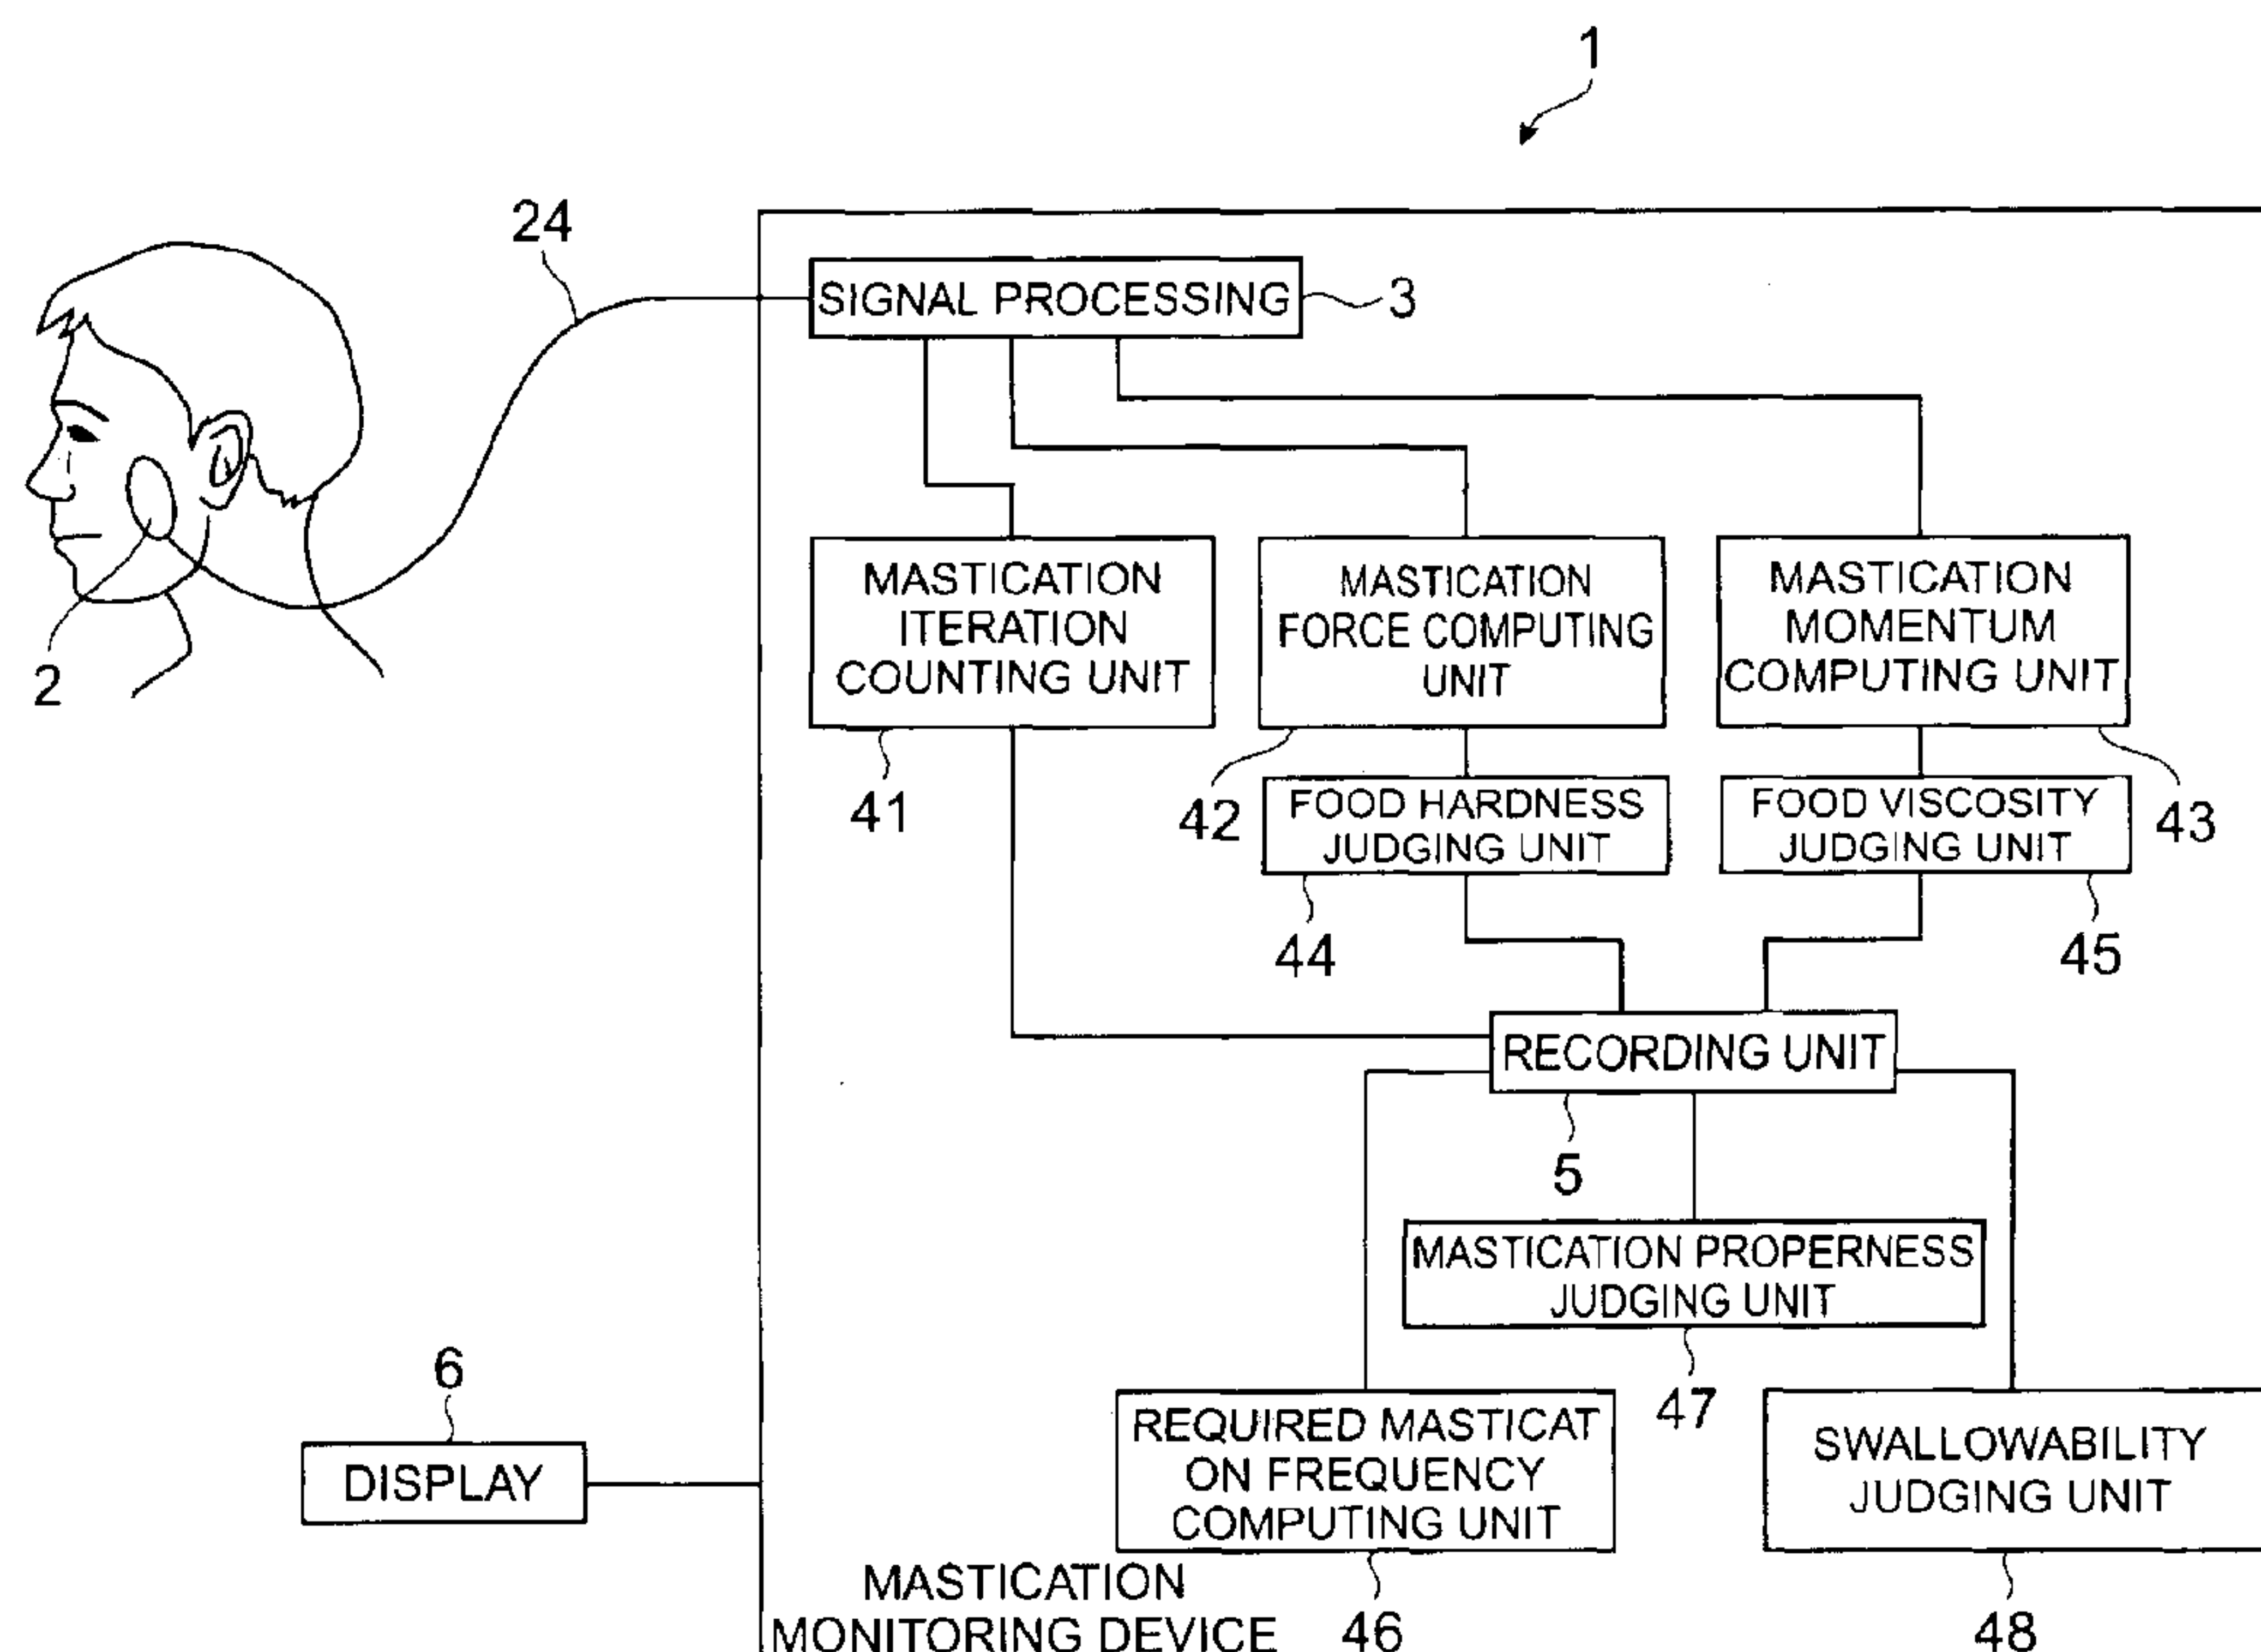 1
24
SIGNAL PROCESSING
3
MASTICATION
ITERATION
COUNTING UNIT
MASTICATION
FORCE COMPUTING
UNIT
MASTICATION
MOMENTUM
COMPUTING UNIT
2
41
42
FOOD HARDNESS
JUDGING UNIT
FOOD VISCOSITY
JUDGING UNIT
43
44
45
RECORDING UNIT
5
MASTICATION PROPERNESS
JUDGING UNIT
47
6
DISPLAY
REQUIRED MASTICAT
ON FREQUENCY
COMPUTING UNIT
SWALLOWABILITY
JUDGING UNIT
MASTICATION
MONITORING DEVICE
46
48